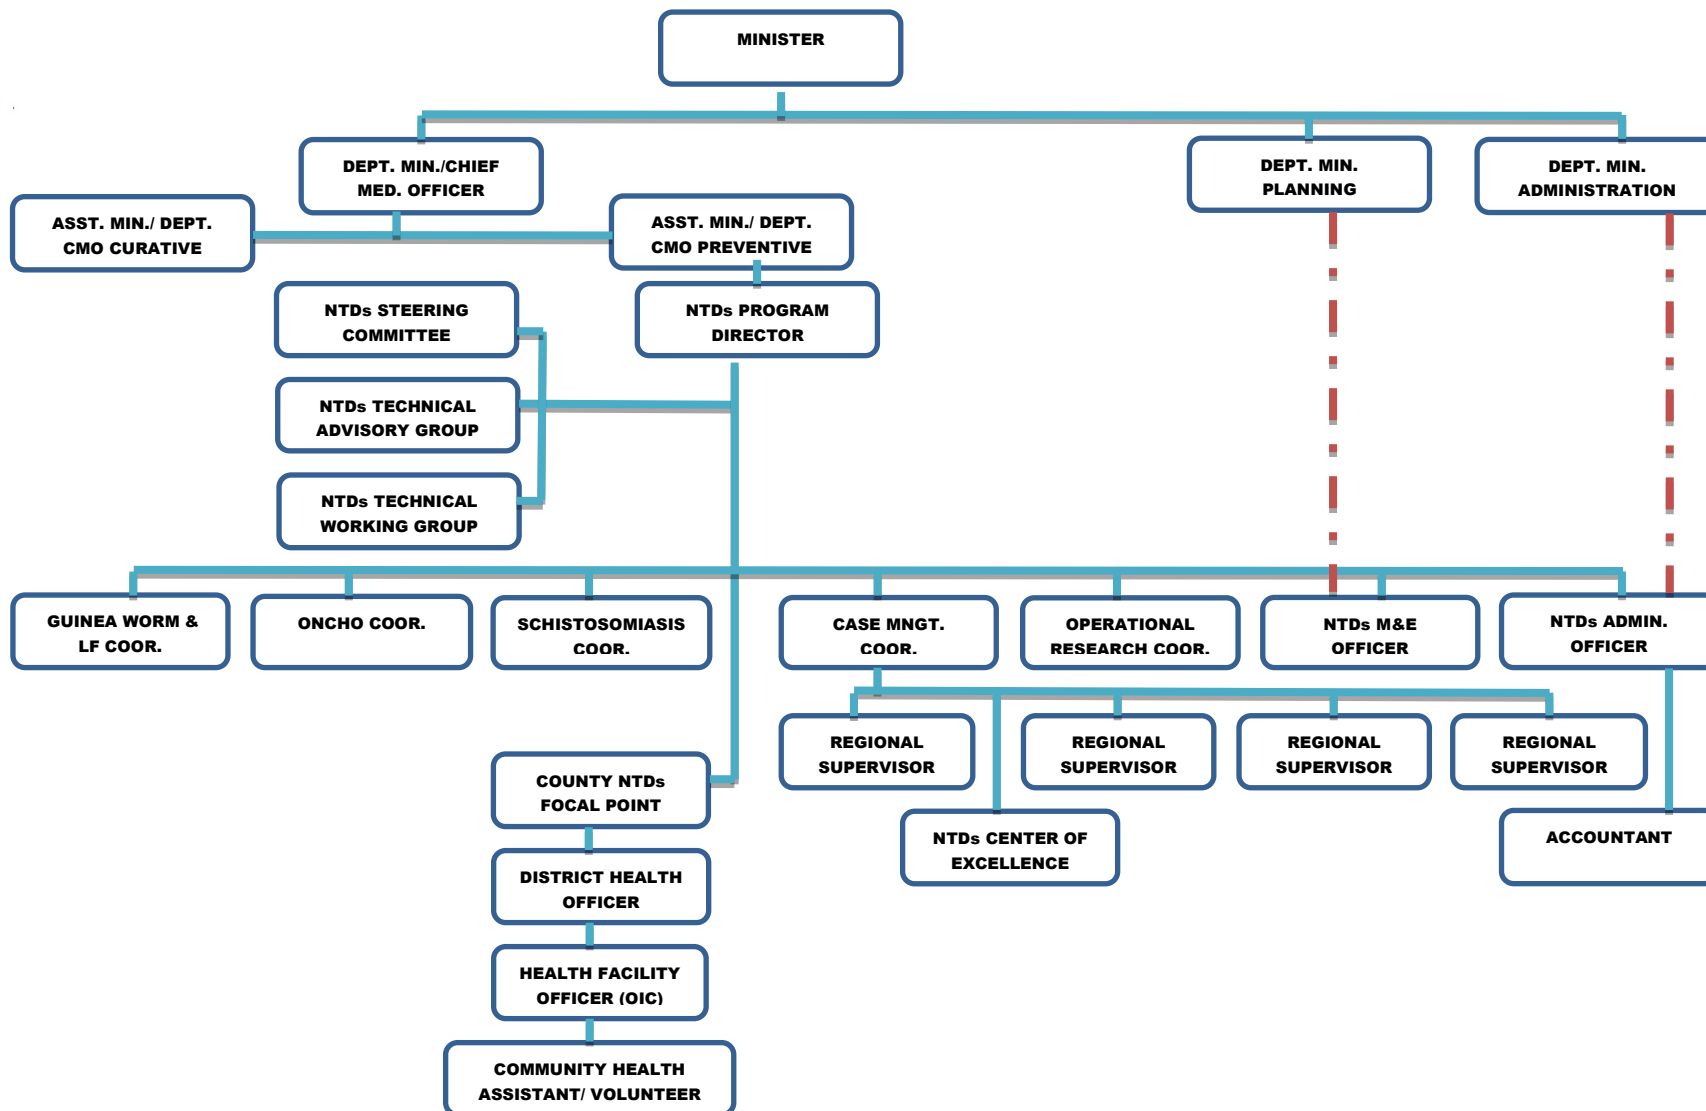 MINISTER
DEPT. MIN./CHIEF
MED. OFFICER
DEPT. MIN.
PLANNING
DEPT. MIN.
ADMINISTRATION
ASST. MIN./ DEPT.
CMO CURATIVE
ASST. MIN./ DEPT.
CMO PREVENTIVE
NTDs STEERING
COMMITTEE
NTDs PROGRAM
DIRECTOR
NTDs TECHNICAL
ADVISORY GROUP
NTDs TECHNICAL
WORKING GROUP
GUINEA WORM &
LF COOR.
ONCHO COOR.
SCHISTOSOMIASIS
COOR.
CASE MNGT.
COOR.
OPERATIONAL
RESEARCH COOR.
NTDs M&E
OFFICER
NTDs ADMIN.
OFFICER
REGIONAL
SUPERVISOR
REGIONAL
SUPERVISOR
REGIONAL
SUPERVISOR
REGIONAL
SUPERVISOR
COUNTY NTDs
FOCAL POINT
NTDs CENTER OF
EXCELLENCE
ACCOUNTANT
DISTRICT HEALTH
OFFICER
HEALTH FACILITY
OFFICER (OIC)
COMMUNITY HEALTH
ASSISTANT/ VOLUNTEER